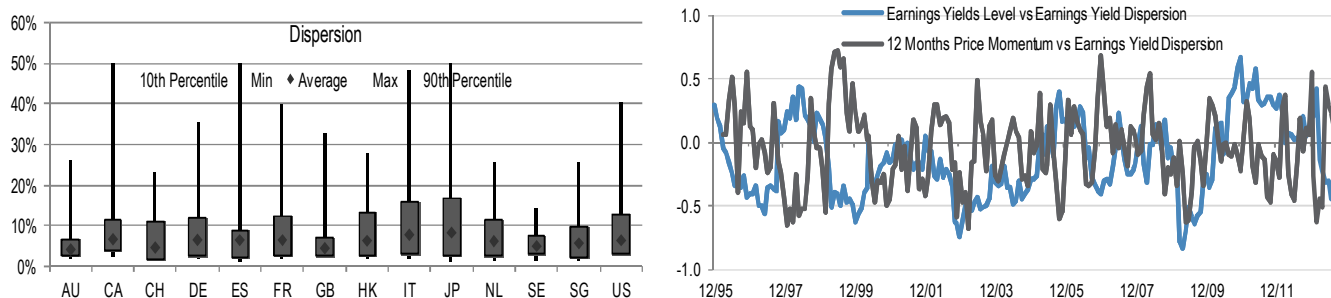 Dispersion
10th Percentile Min Average Max 90th Percentile
60%
50%
40%
30%
20%
10%
0%
AU CA CH DE ES FR GB HK IT JP NL SE SG US
Earnings Yields Level vs Earnings Yield Dispersion
12 Months Price Momentum vs Earnings Yield Dispersion
1.0
0.5
0.0
-0.5
-1.0
12/95 12/97 12/99 12/01 12/03 12/05 12/07 12/09 12/11